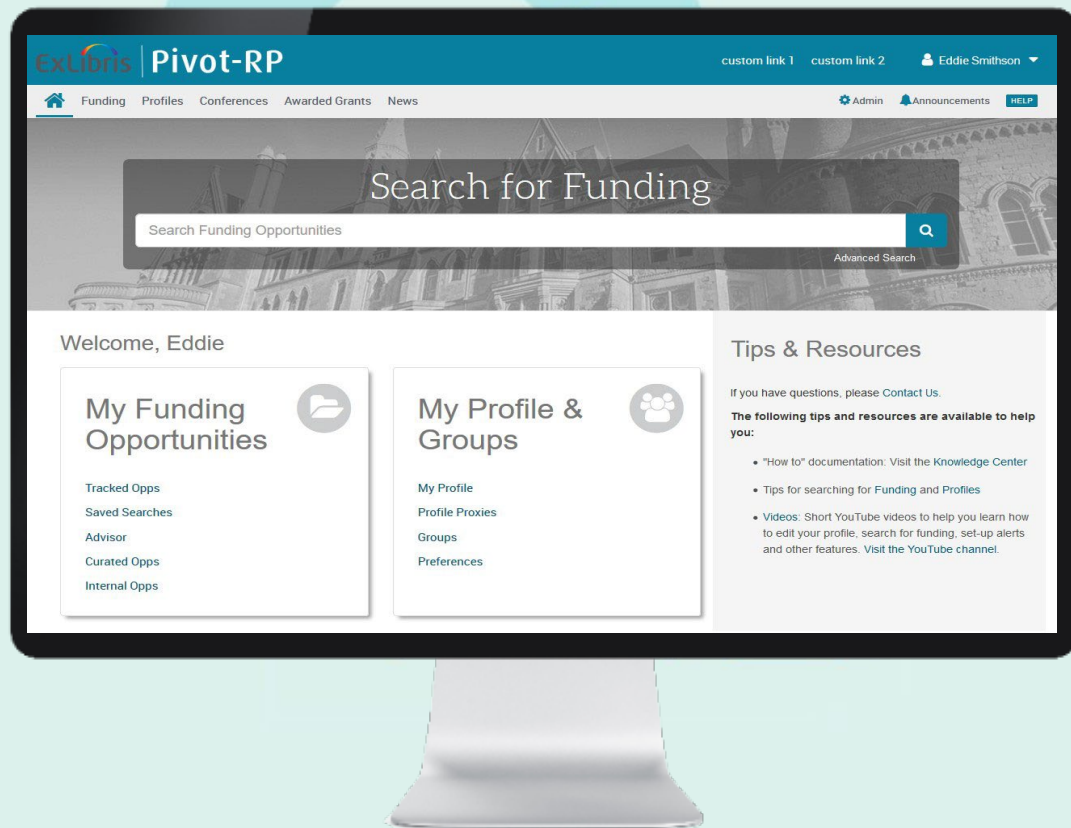 ExLibris | Pivot-RP
custom link 1 custom link 2 Eddie Smithson
Funding Profiles Conferences Awarded Grants News Admin Announcements HELP
Search for Funding
Search Funding Opportunities
Advanced Search
Welcome, Eddie
My Funding
Opportunities
Tracked Opps
Saved Searches
Advisor
Curated Opps
Internal Opps
My Profile &
Groups
My Profile
Profile Proxies
Groups
Preferences
Tips & Resources
If you have questions, please Contact Us.
The following tips and resources are available to help
you:
• "How to" documentation: Visit the Knowledge Center
• Tips for searching for Funding and Profiles
• Videos: Short YouTube videos to help you learn how
to edit your profile, search for funding, set-up alerts
and other features. Visit the YouTube channel.